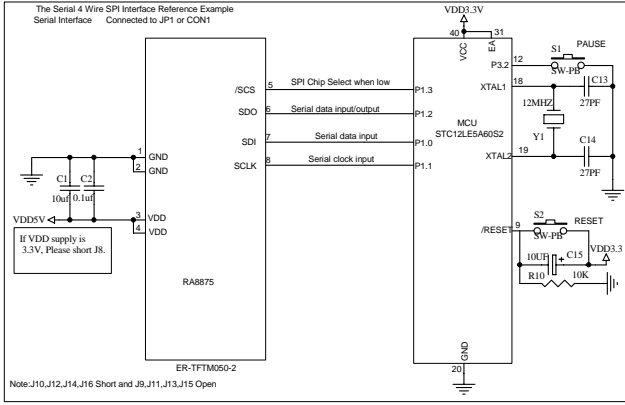 The Serial 4 Wire SPI Interface Reference Example
Serial Interface Connected to JP1 or CON1
VDD3.3V
40
31
VCC
EA
S1
PAUSE
12
P3.2
SW-PB
5
/SCS
SPI Chip Select when low
P1.3
18
XTAL1
C13
27PF
6
SDO
Serial data input/output
P1.2
12MHZ
Y1
MCU
STC12LE5A60S2
7
SDI
Serial data input
P1.0
8
SCLK
Serial clock input
P1.1
19
XTAL2
C14
27PF
1
GND
2
GND
C1
C2
10uf
0.1uf
VDD5V
3
VDD
4
VDD
If VDD supply is
3.3V, Please short J8.
S2
RESET
9
/RESET
SW-PB
VDD3.3
10UF
+
C15
R10
10K
RA8875
GND
20
ER-TFTM050-2
Note:J10,J12,J14,J16 Short and J9,J11,J13,J15 Open